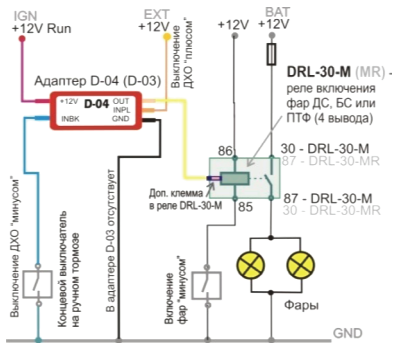 IGN
+12V Run
EXT
+12V
+12V
BAT
+12V
Выключение
ДХО "плюсом"
Адаптер D-04 (D-03)
+12V
D-04
OUT
INPL
INBK
GND
DRL-30-M (MR) -
реле включения
фар ДС, БС или
ПТФ (4 вывода)
86
30 - DRL-30-M
87 - DRL-30-MR
Доп. клемма
в реле DRL-30-M
85
87 - DRL-30-M
30 - DRL-30-MR
Выключение ДХО "минусом"
Концевой выключатель
на ручном тормозе
В адаптере D-03 отсутствует
Включение
фар "минусом"
Фары
GND